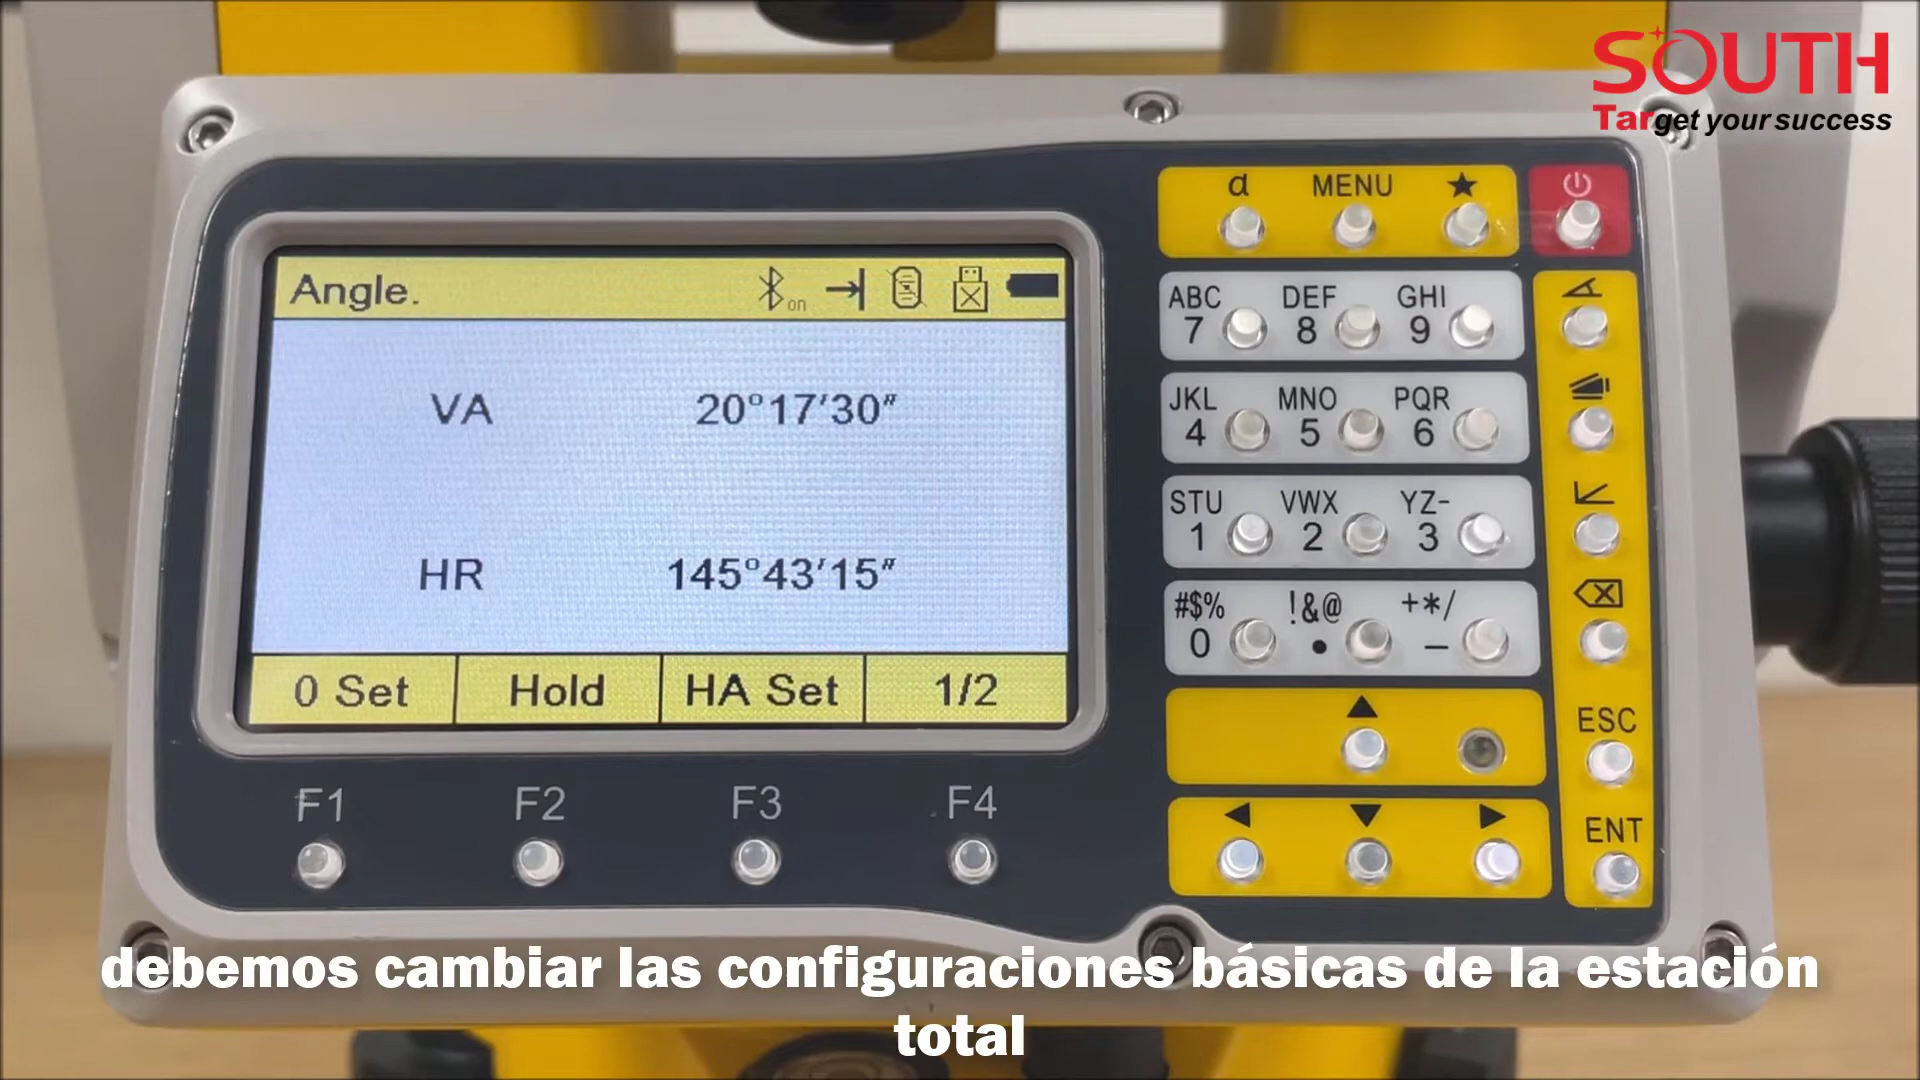 SOUTH
Target your success
α MENU ★
Angle.
on
VA 20°17'30"
HR 145°43'15"
0 Set Hold HA Set 1/2
F1 F2 F3 F4
ABC DEF GHI
7 8 9
JKL MNO PQR
4 5 6
STU VWX YZ-
1 2 3
#$% !&@ +*/
0 • –
ESC
ENT
debemos cambiar las configuraciones básicas de la estación
total